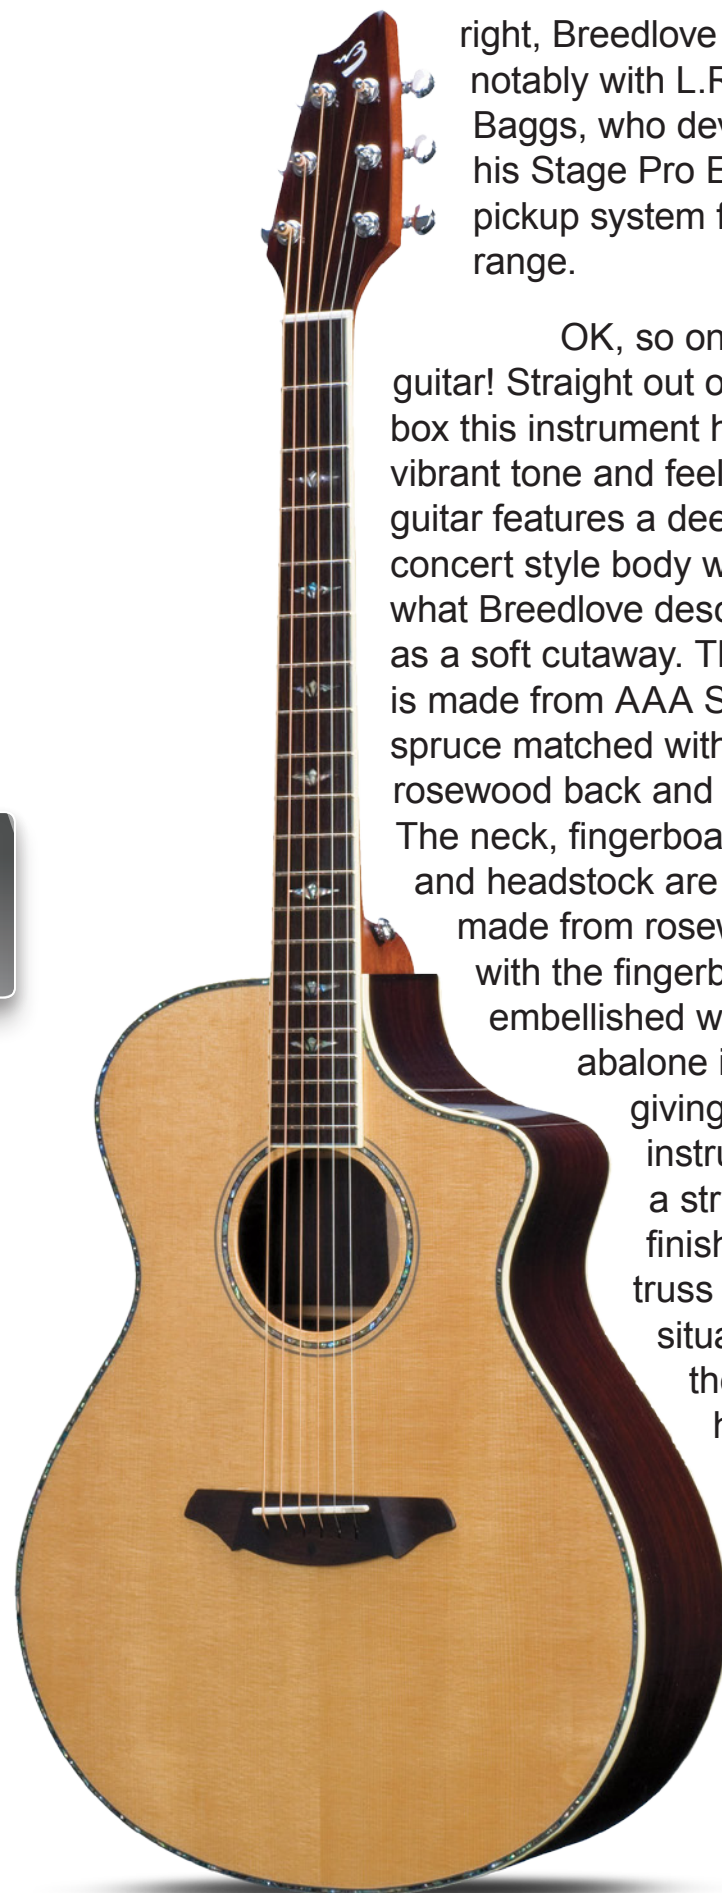 right, Breedlove
notably with L.R
Baggs, who dev
his Stage Pro E
pickup system f
range.
OK, so on
guitar! Straight out o
box this instrument h
vibrant tone and feel
guitar features a dee
concert style body w
what Breedlove desc
as a soft cutaway. Th
is made from AAA S
spruce matched with
rosewood back and
The neck, fingerboa
and headstock are
made from rosew
with the fingerb
embellished w
abalone i
giving
instru
a str
finish
truss
situa
the
h